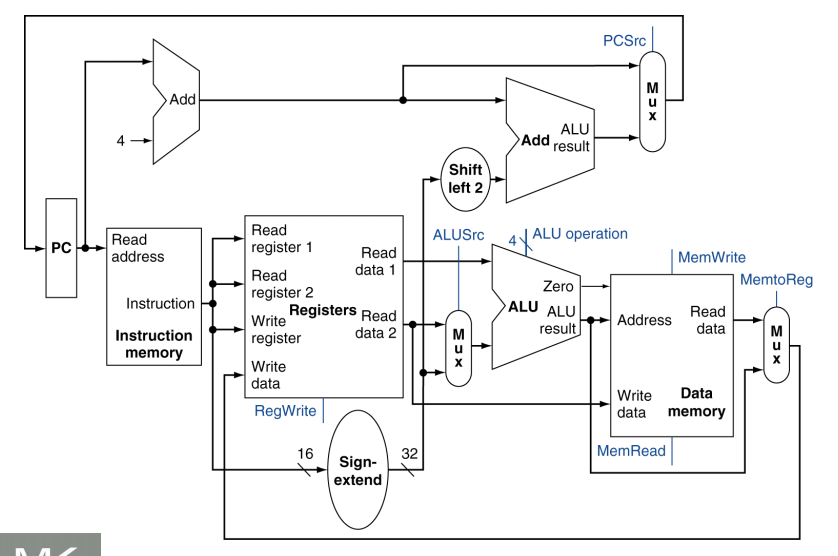 PCSrc
M
u
x
Add
4
Add
ALU
result
Shift
left 2
PC
Read
address
Instruction
Instruction
memory
Read
register 1
Read
register 2
Write
register
Write
data
Registers
Read
data 1
Read
data 2
RegWrite
16
Sign-
extend
32
ALUSrc
M
u
x
4
ALU operation
Zero
ALU
ALU
result
MemWrite
Address
Read
data
Write
data
Data
memory
MemRead
MemtoReg
M
u
x